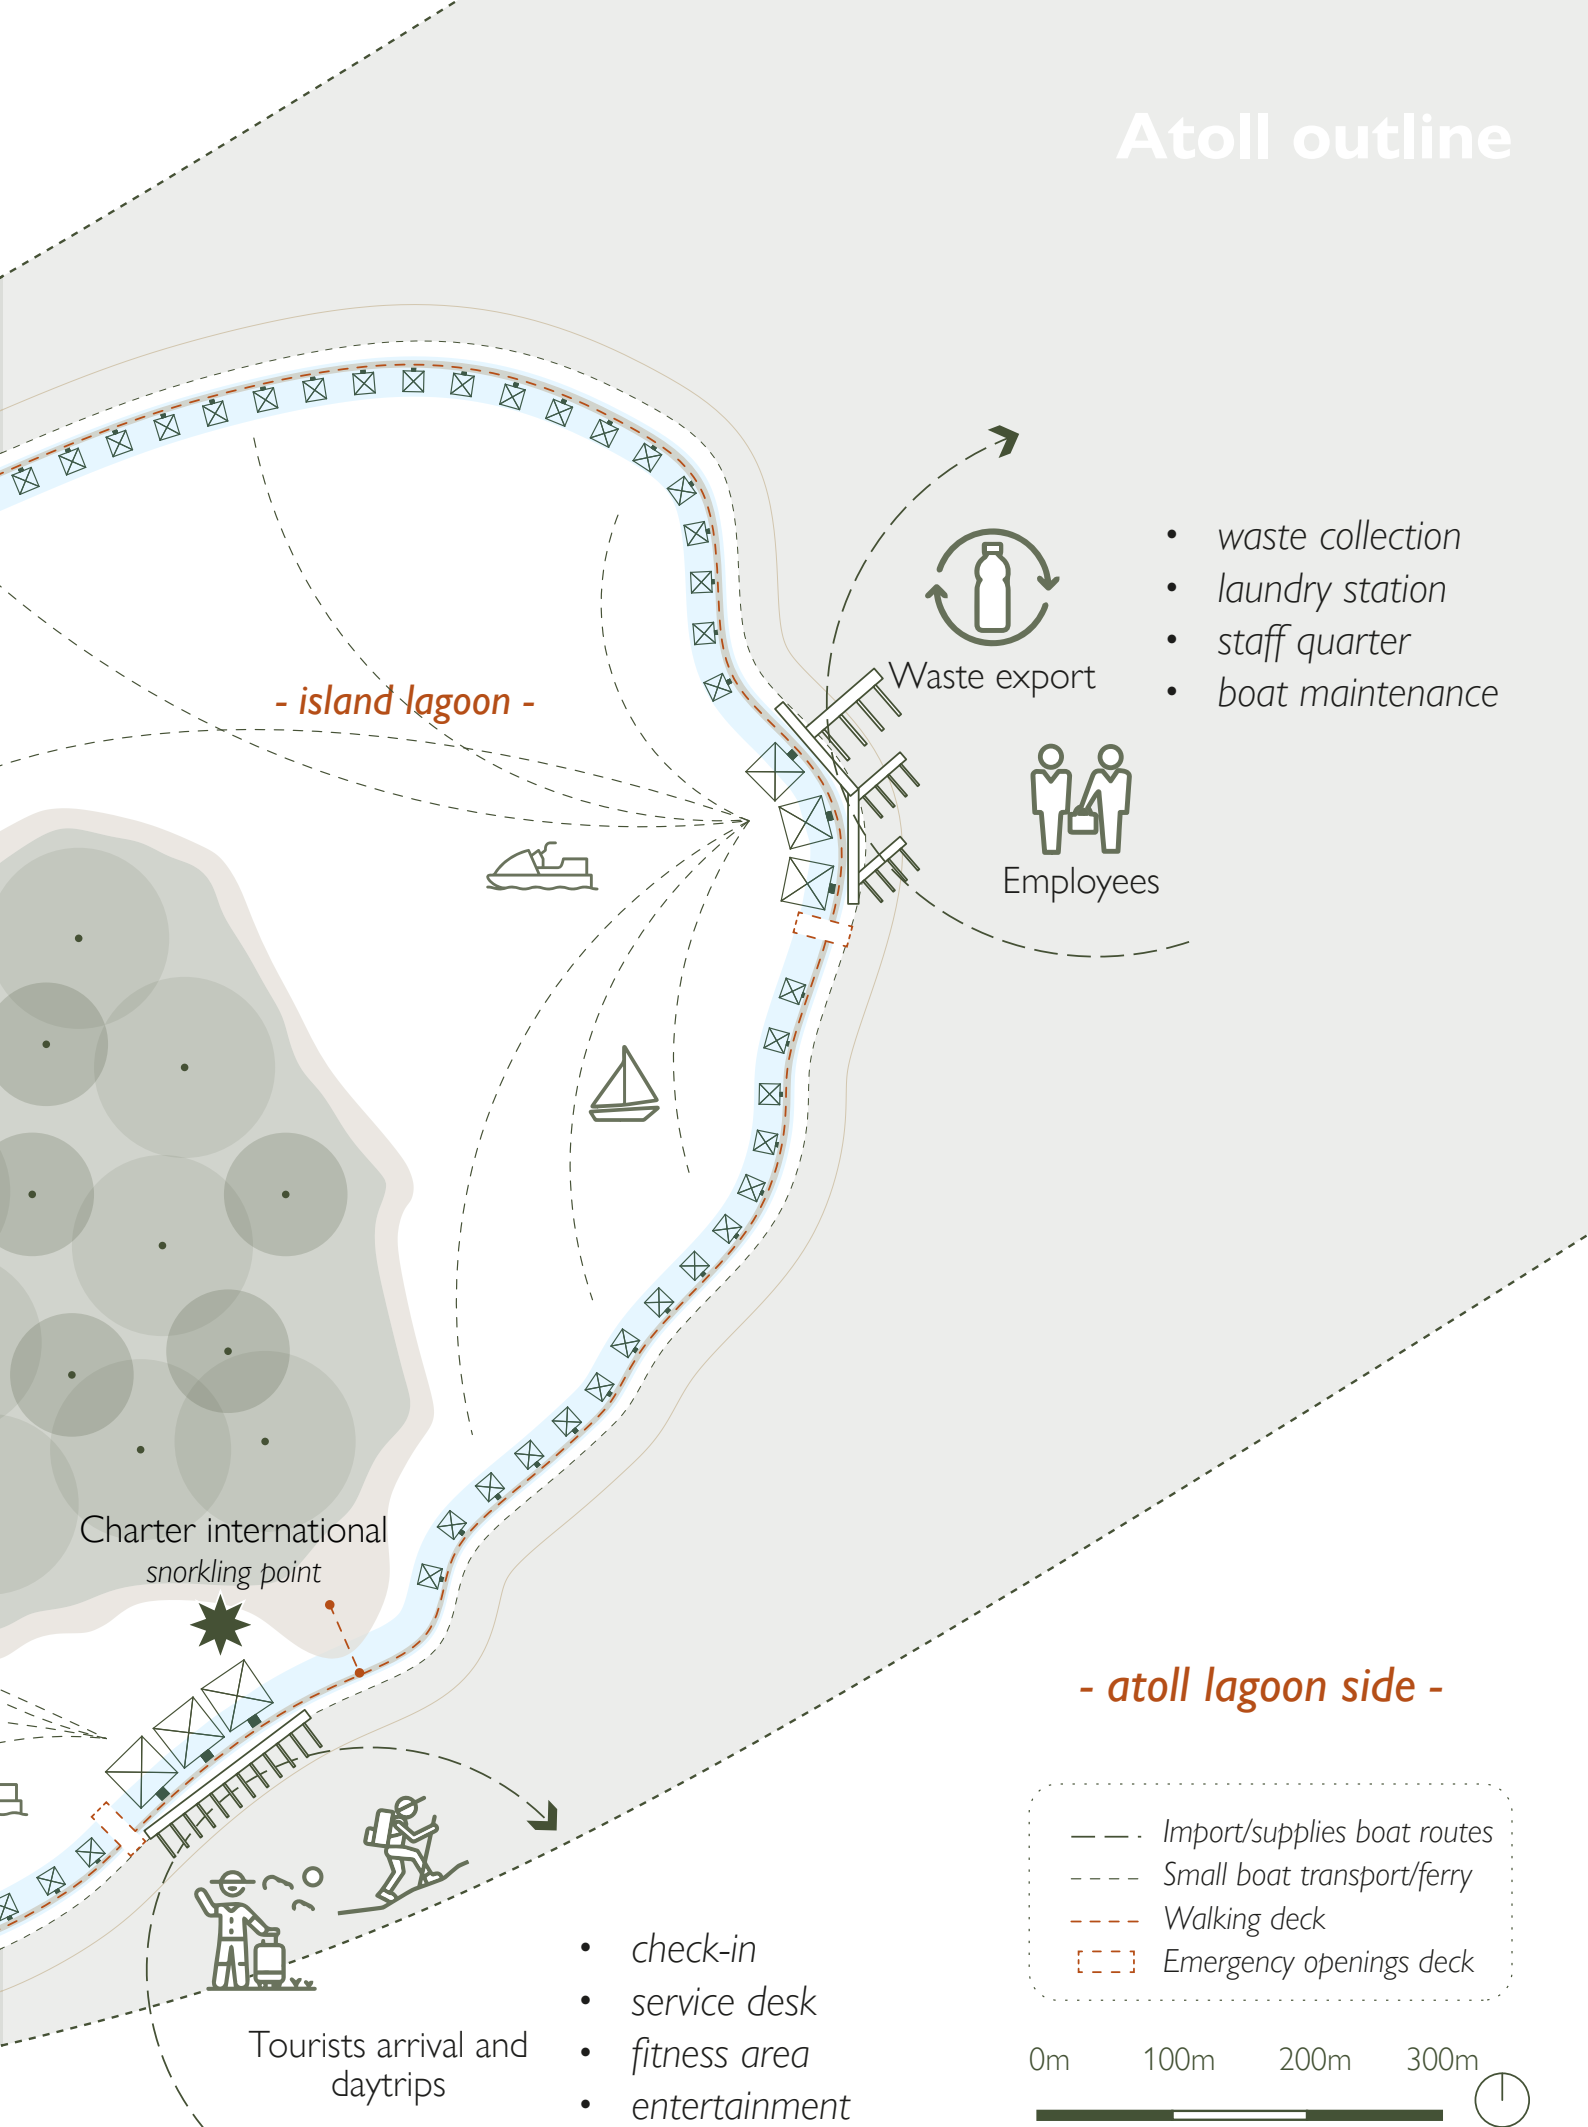 Atoll outline
• waste collection
• laundry station
• staff quarter
• boat maintenance
Waste export
- island lagoon -
Employees
Charter international
snorkling point
- atoll lagoon side -
Import/supplies boat routes
Small boat transport/ferry
Walking deck
Emergency openings deck
• check-in
• service desk
• fitness area
• entertainment
Tourists arrival and
daytrips
0m 100m 200m 300m